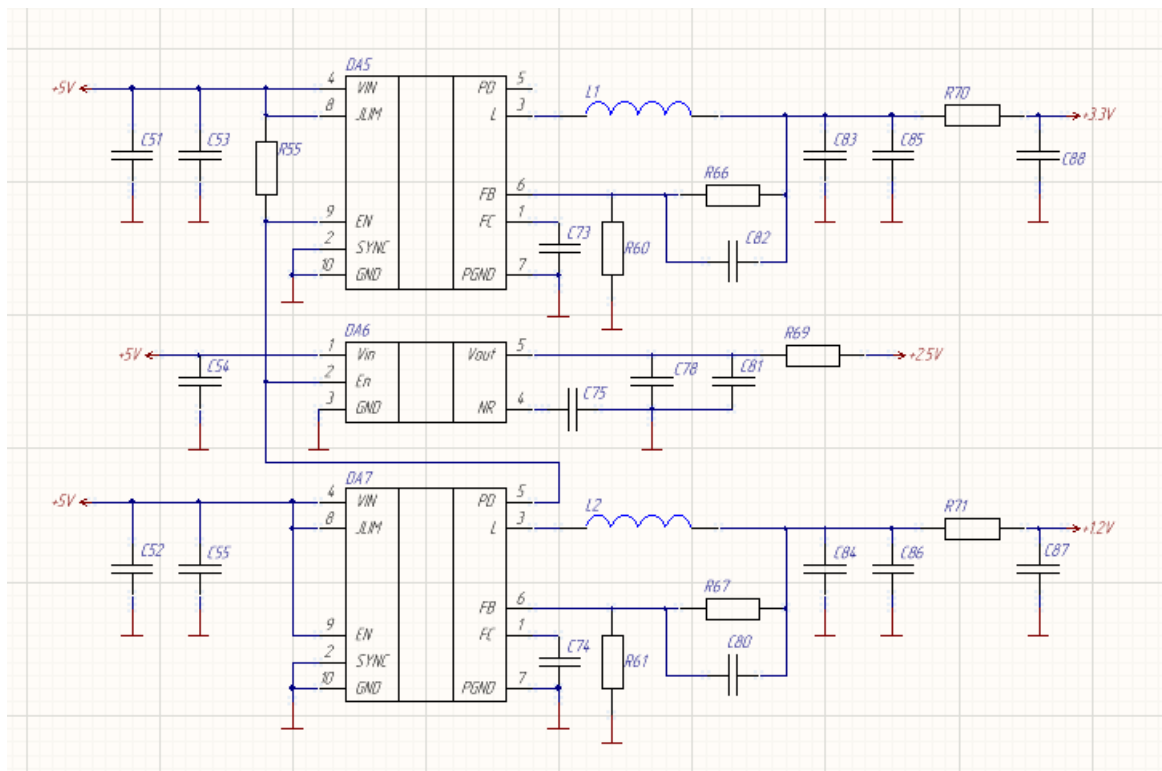 DA5
+5V
4 VIN
PD 5
8 JLIM
L 3
L1
R70
+3.3V
C51
C53
R55
C83
C85
C88
R66
FB 6
9 EN
FC 1
C73
R60
C82
2 SYNC
10 GND
PGND 7
DA6
+5V
1 Vin
Vout 5
R69
+2.5V
C54
2 En
C78
C81
3 GND
NR 4
C75
DA7
+5V
4 VIN
PD 5
8 JLIM
L 3
L2
R71
+1.2V
C52
C55
C84
C86
C87
R67
FB 6
9 EN
FC 1
C74
R61
C80
2 SYNC
10 GND
PGND 7